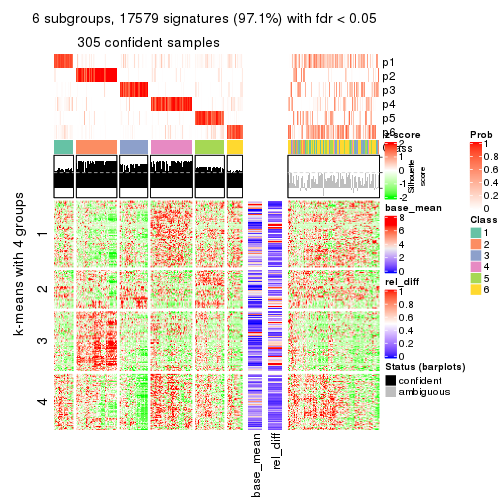 6 subgroups, 17579 signatures (97.1%) with fdr < 0.05
305 confident samples
p1
p2
p3
p4
p5
p6
z_score
2
0
-2
Class
Silhouette
score
k-means with 4 groups
1
2
3
4
base_mean
rel_diff
base_mean
8
6
4
2
0
rel_diff
1
0.8
0.6
0.4
0.2
0
Status (barplots)
confident
ambiguous
Prob
1
0.8
0.6
0.4
0.2
0
Class
1
2
3
4
5
6